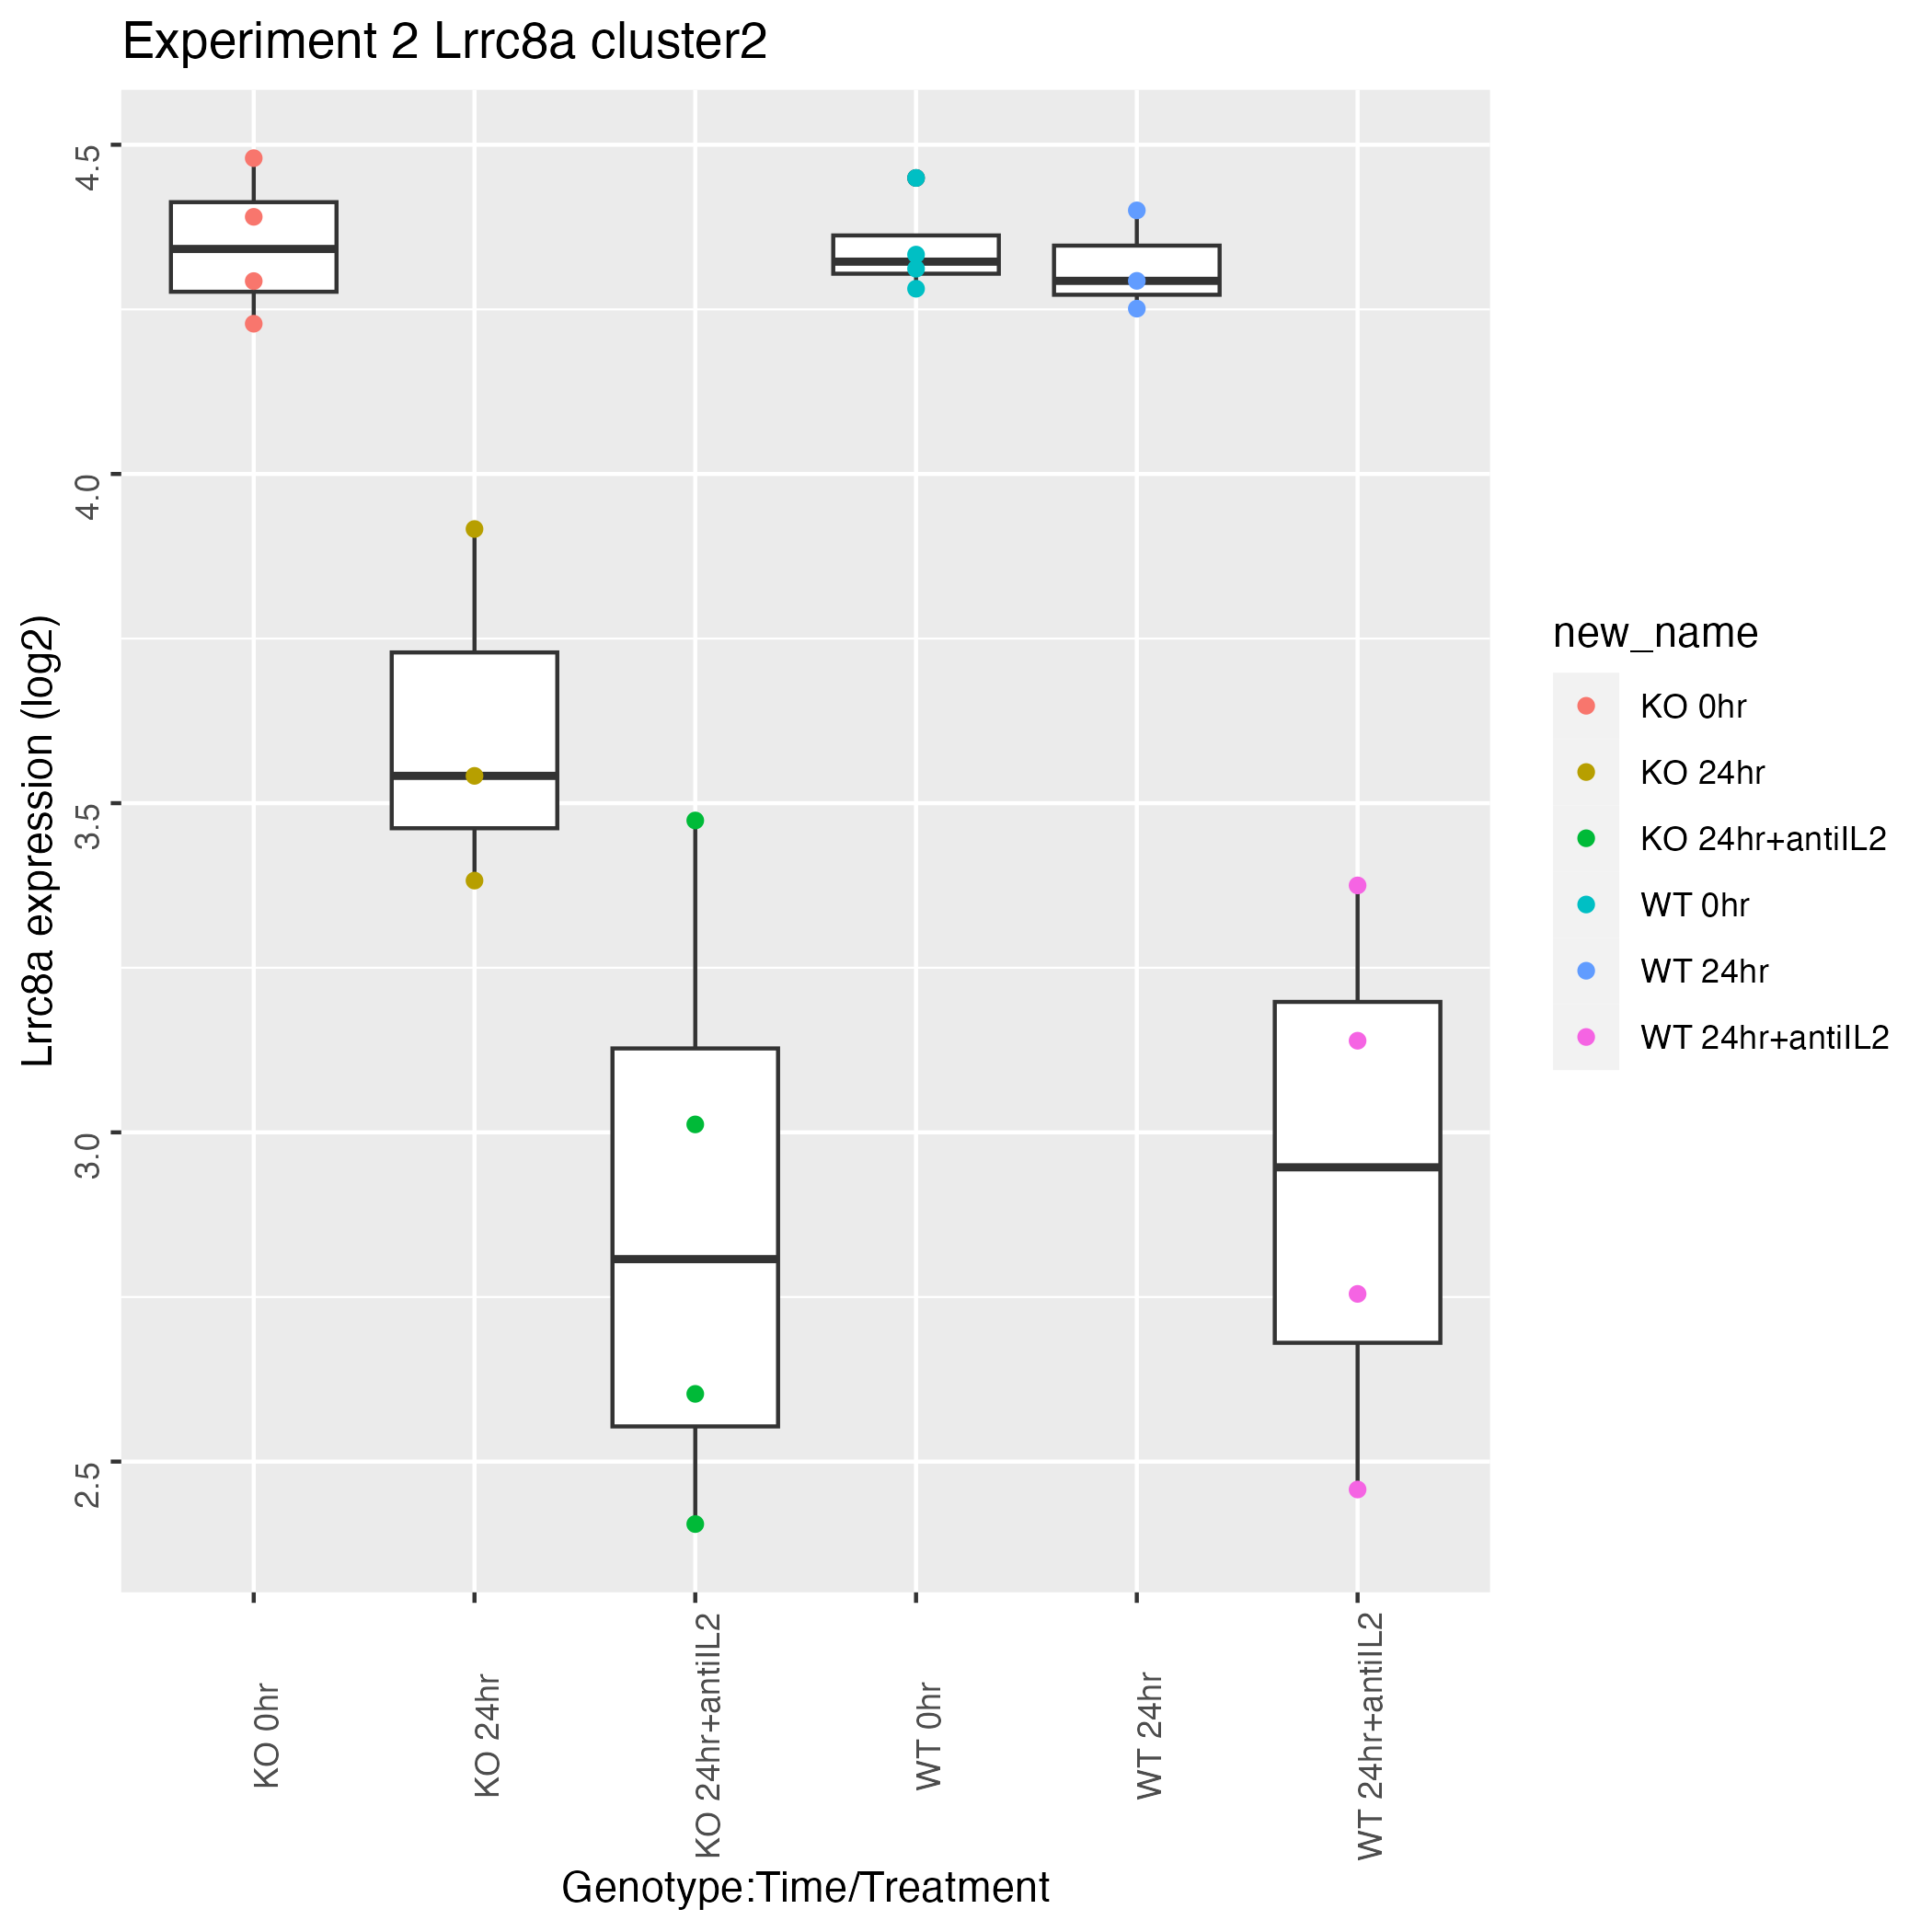 Experiment 2 Lrrc8a cluster2
Lrrc8a expression (log2)
4.5
4.0
3.5
3.0
2.5
KO 0hr
KO 24hr
KO 24hr+antiIL2
WT 0hr
WT 24hr
WT 24hr+antiIL2
Genotype:Time/Treatment
new_name
KO 0hr
KO 24hr
KO 24hr+antiIL2
WT 0hr
WT 24hr
WT 24hr+antiIL2